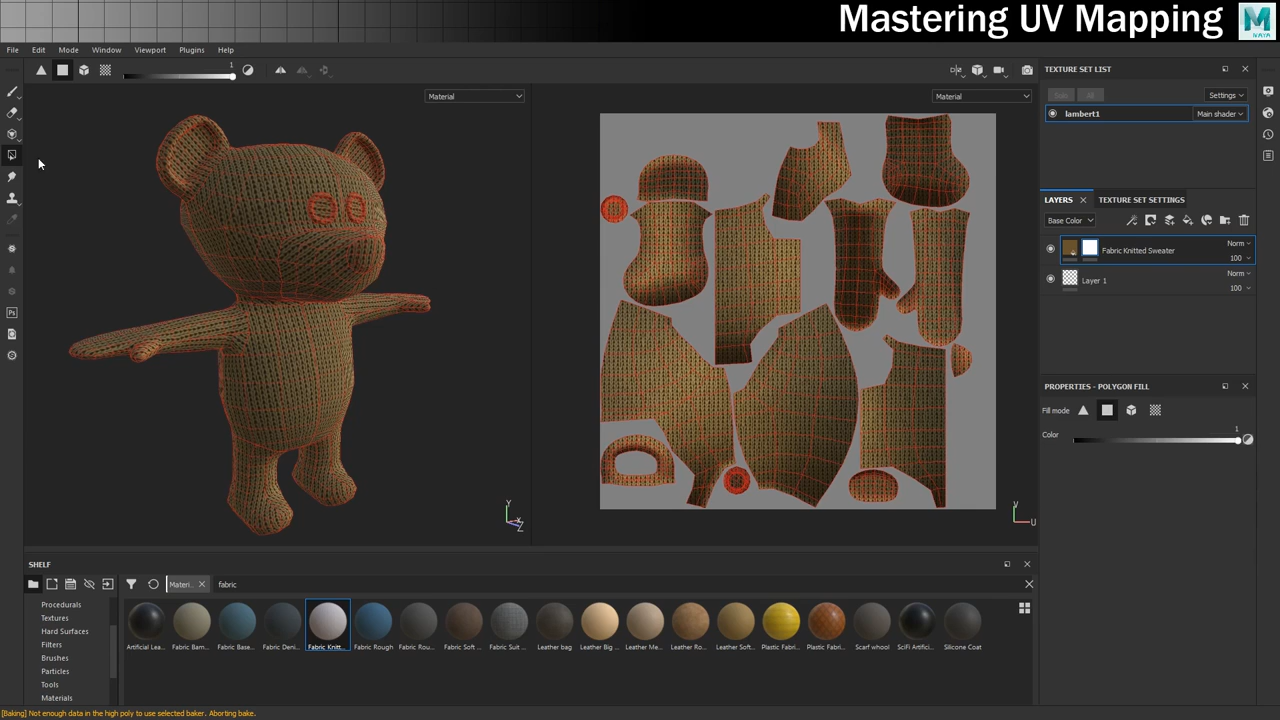 Mastering UV Mapping
MAYA
File Edit Mode Window Viewport Plugins Help
1
Material
Material
Y
X
Z
V
U
TEXTURE SET LIST
Settings
lambert1
Main shader
LAYERS
TEXTURE SET SETTINGS
Base Color
Fabric Knitted Sweater
Norm
100
Layer 1
Norm
100
PROPERTIES - POLYGON FILL
Fill mode
Color
1
SHELF
Materi...
fabric
Procedurals
Textures
Hard Surfaces
Filters
Brushes
Particles
Tools
Materials
Artificial Lea... Fabric Bam... Fabric Base... Fabric Deni... Fabric Knitt... Fabric Rough Fabric Rou... Fabric Soft ... Fabric Suit ... Leather bag Leather Big ... Leather Me... Leather Ro... Leather Soft... Plastic Fabri... Plastic Fabri... Scarf whool SciFi Artifici... Silicone Coat
[Baking] Not enough data in the high poly to use selected baker. Aborting bake.